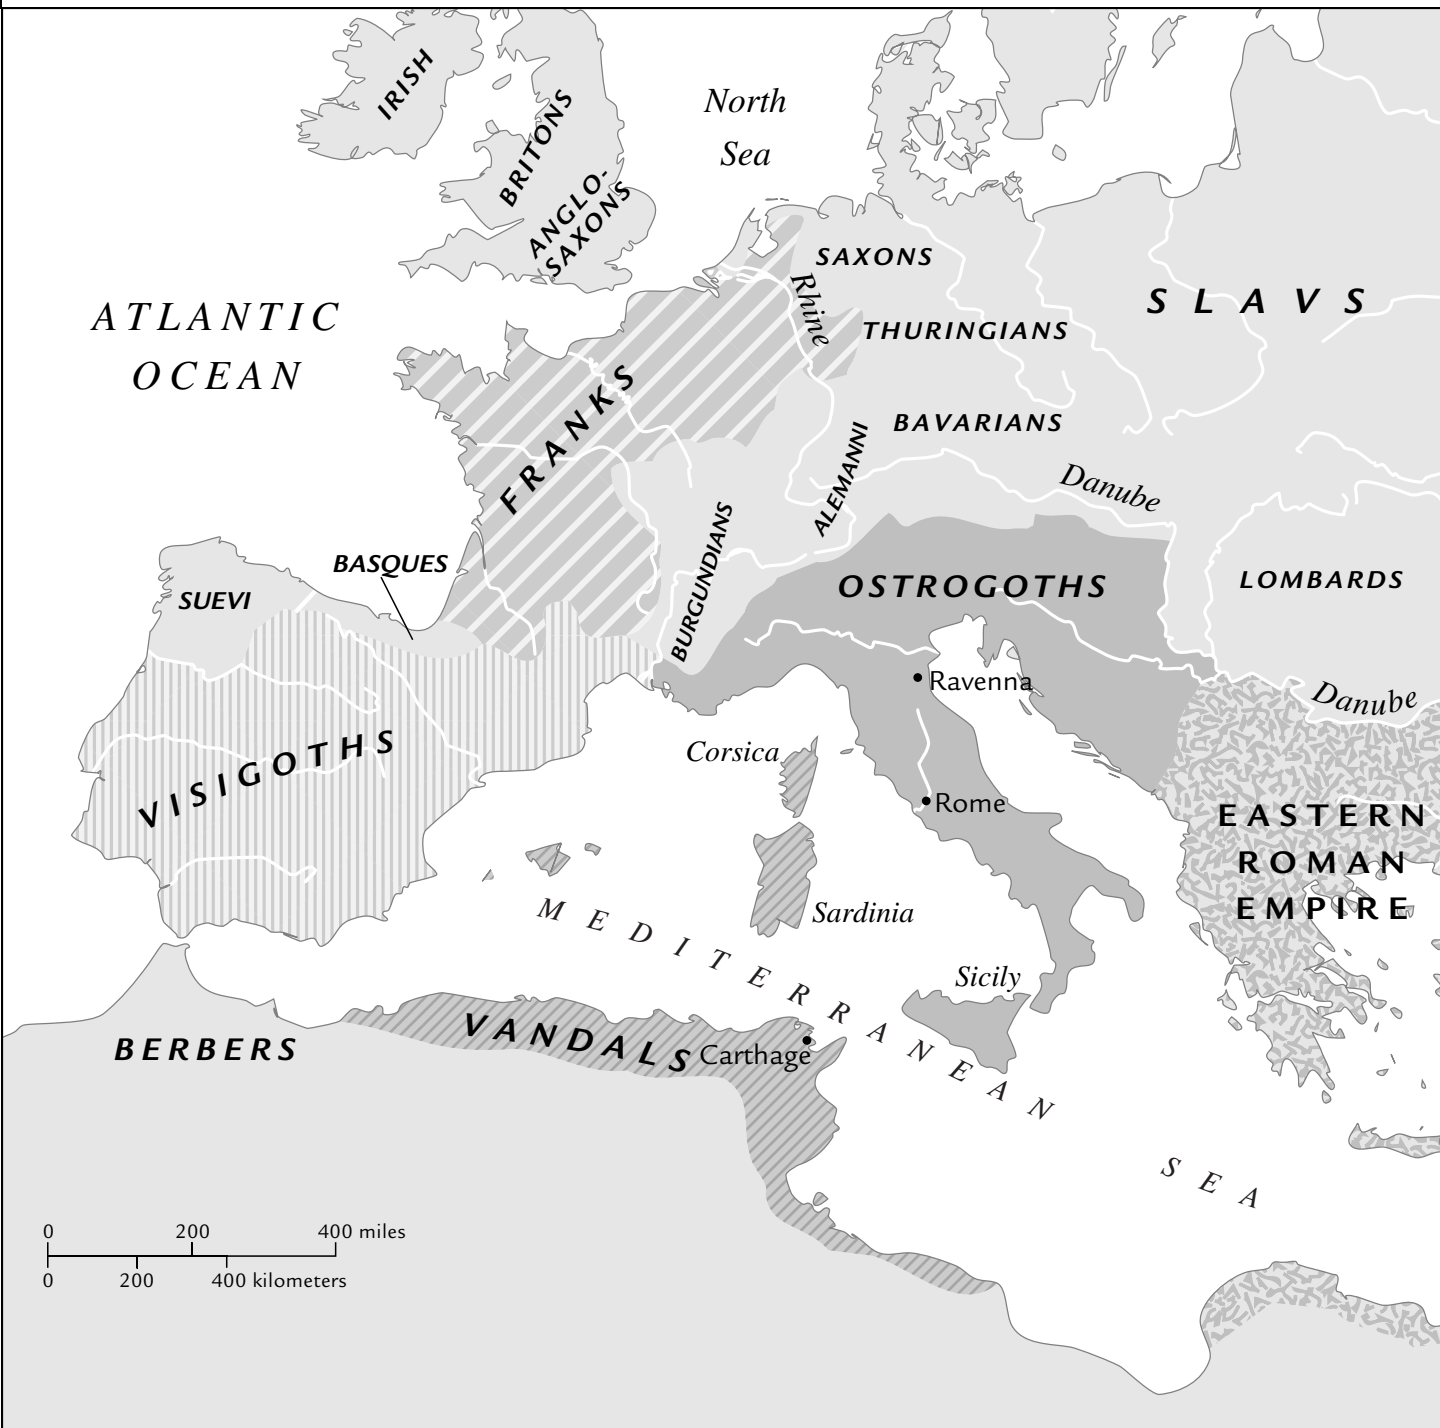 IRISH
BRITONS
ANGLO-
SAXONS
North
Sea
SAXONS
Rhine
THURINGIANS
SLAVS
ATLANTIC
OCEAN
FRANKS
BAVARIANS
ALEMANNI
Danube
BURGUNDIANS
BASQUES
SUEVI
OSTROGOTHS
LOMBARDS
Ravenna
Danube
VISIGOTHS
Corsica
Rome
EASTERN
ROMAN
EMPIRE
Sardinia
MEDITERRANEAN SEA
Sicily
VANDALS
Carthage
BERBERS
0 200 400 miles
0 200 400 kilometers